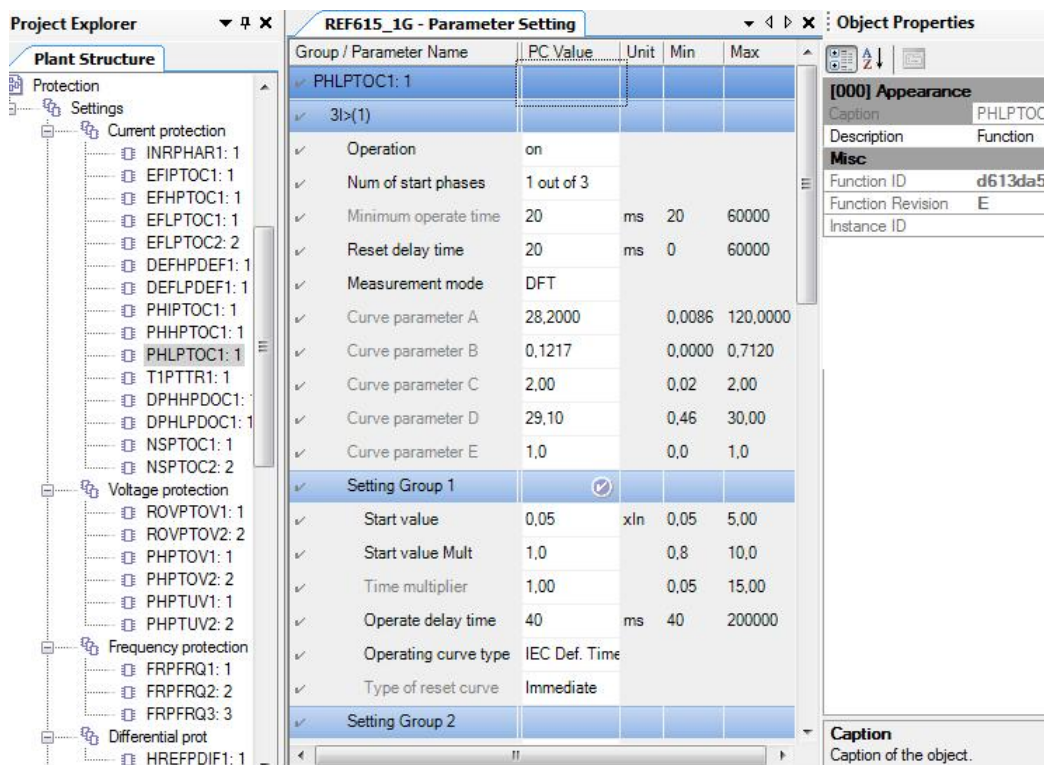 Project Explorer
Plant Structure
Protection
Settings
Current protection
INRPHAR1: 1
EFIPTOC1: 1
EFHPTOC1: 1
EFLPTOC1: 1
EFLPTOC2: 2
DEFHPDEF1: 1
DEFLPDEF1: 1
PHIPTOC1: 1
PHHPTOC1: 1
PHLPTOC1: 1
T1PTTR1: 1
DPHHPDOC1:
DPHLPDOC1: 1
NSPTOC1: 1
NSPTOC2: 2
Voltage protection
ROVPTOV1: 1
ROVPTOV2: 2
PHPTOV1: 1
PHPTOV2: 2
PHPTUV1: 1
PHPTUV2: 2
Frequency protection
FRPFRQ1: 1
FRPFRQ2: 2
FRPFRQ3: 3
Differential prot
HREFPDIF1: 1
REF615_1G - Parameter Setting
Group / Parameter Name PC Value Unit Min Max
PHLPTOC1: 1
3I>(1)
Operation on
Num of start phases 1 out of 3
Minimum operate time 20 ms 20 60000
Reset delay time 20 ms 0 60000
Measurement mode DFT
Curve parameter A 28,2000 0,0086 120,0000
Curve parameter B 0,1217 0,0000 0,7120
Curve parameter C 2,00 0,02 2,00
Curve parameter D 29,10 0,46 30,00
Curve parameter E 1,0 0,0 1,0
Setting Group 1
Start value 0,05 xIn 0,05 5,00
Start value Mult 1,0 0,8 10,0
Time multiplier 1,00 0,05 15,00
Operate delay time 40 ms 40 200000
Operating curve type IEC Def. Time
Type of reset curve Immediate
Setting Group 2
Object Properties
[000] Appearance
Caption PHLPTOC
Description Function
Misc
Function ID d613da5
Function Revision E
Instance ID
Caption
Caption of the object.